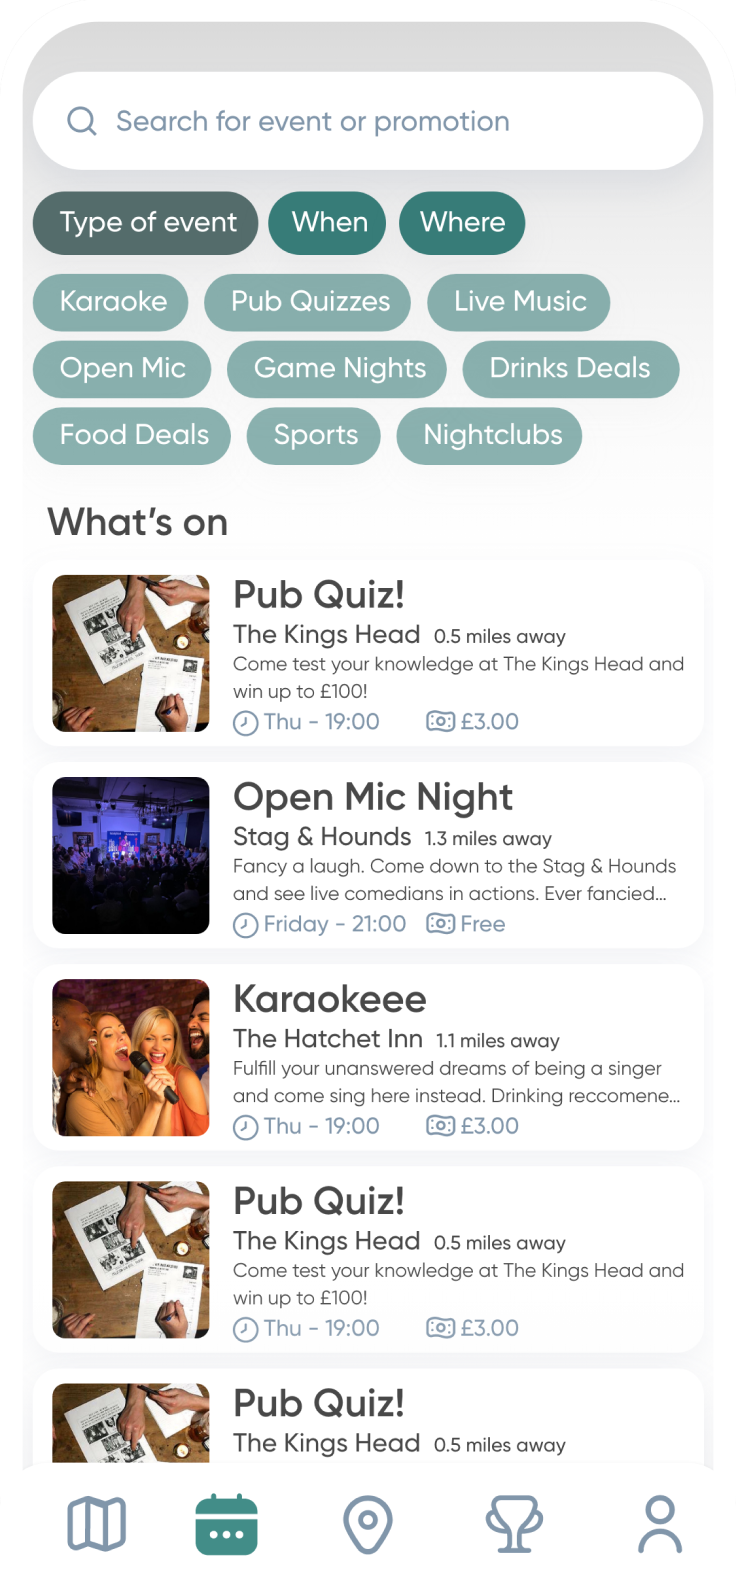 Search for event or promotion
Type of event When Where
Karaoke Pub Quizzes Live Music
Open Mic Game Nights Drinks Deals
Food Deals Sports Nightclubs
What's on
Pub Quiz!
The Kings Head 0.5 miles away
Come test your knowledge at The Kings Head and
win up to £100!
Thu - 19:00 £3.00
Open Mic Night
Stag & Hounds 1.3 miles away
Fancy a laugh. Come down to the Stag & Hounds
and see live comedians in actions. Ever fancied...
Friday - 21:00 Free
Karaokeee
The Hatchet Inn 1.1 miles away
Fulfill your unanswered dreams of being a singer
and come sing here instead. Drinking reccomene...
Thu - 19:00 £3.00
Pub Quiz!
The Kings Head 0.5 miles away
Come test your knowledge at The Kings Head and
win up to £100!
Thu - 19:00 £3.00
Pub Quiz!
The Kings Head 0.5 miles away